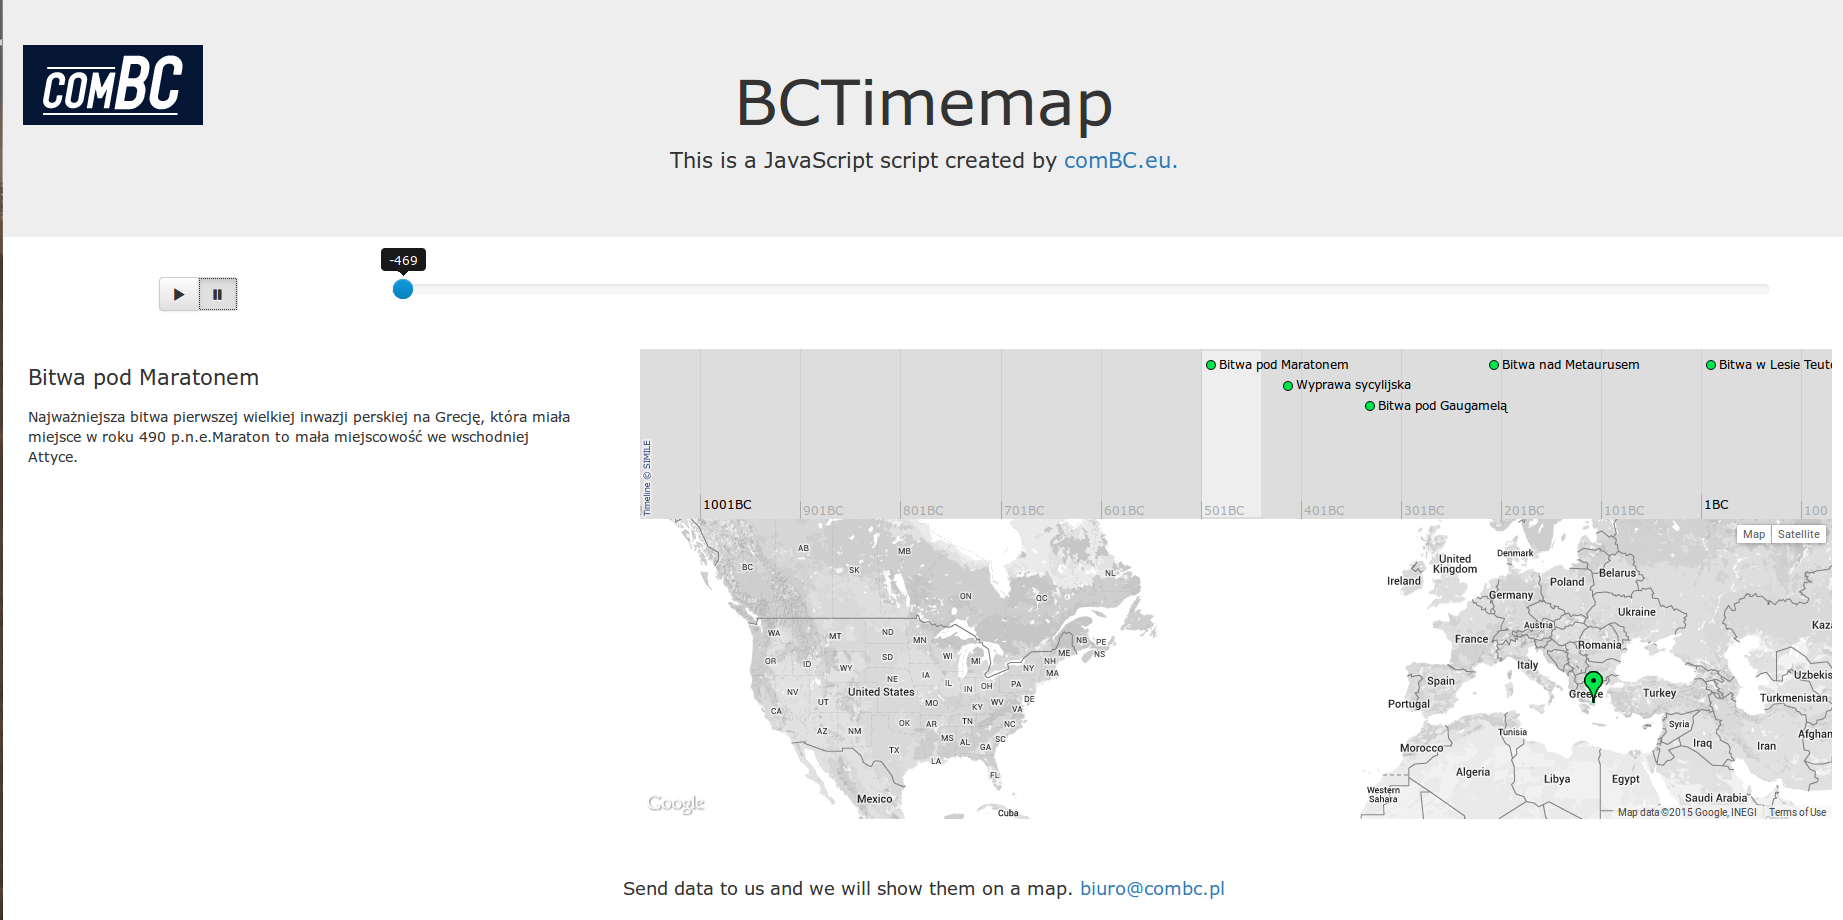 comBC
BCTimemap
This is a JavaScript script created by comBC.eu.
-469
Bitwa pod Maratonem
Najważniejsza bitwa pierwszej wielkiej inwazji perskiej na Grecję, która miała
miejsce w roku 490 p.n.e.Maraton to mała miejscowość we wschodniej
Attyce.
Bitwa pod Maratonem
Bitwa nad Metaurusem
Bitwa w Lesie Teuto
Wyprawa sycylijska
Bitwa pod Gaugamelą
Timeline © SIMILE
1001BC
901BC
801BC
701BC
601BC
501BC
401BC
301BC
201BC
101BC
1BC
100
Map
Satellite
AB
MB
BC
SK
NL
ON
QC
WA
MT
ND
MN
NB
PE
OR
ID
WY
SD
WI
MI
ME
NS
NH
NY
MA
NE
IA
IL
IN
OH
PA
NV
UT
United States
MO
KY
WV
VA
DE
CA
AZ
NM
OK
AR
TN
NC
TX
MS
AL
GA
SC
LA
FL
Mexico
Cuba
United
Kingdom
Ireland
Denmark
Poland
Belarus
Germany
Ukraine
Austria
France
Romania
Kaza
Italy
Spain
Portugal
Greece
Turkey
Uzbekis
Turkmenistan
Syria
Tunisia
Morocco
Iraq
Iran
Afghan
Algeria
Libya
Egypt
Western
Sahara
Saudi Arabia
Google
Map data ©2015 Google, INEGI
Terms of Use
Send data to us and we will show them on a map. biuro@combc.pl